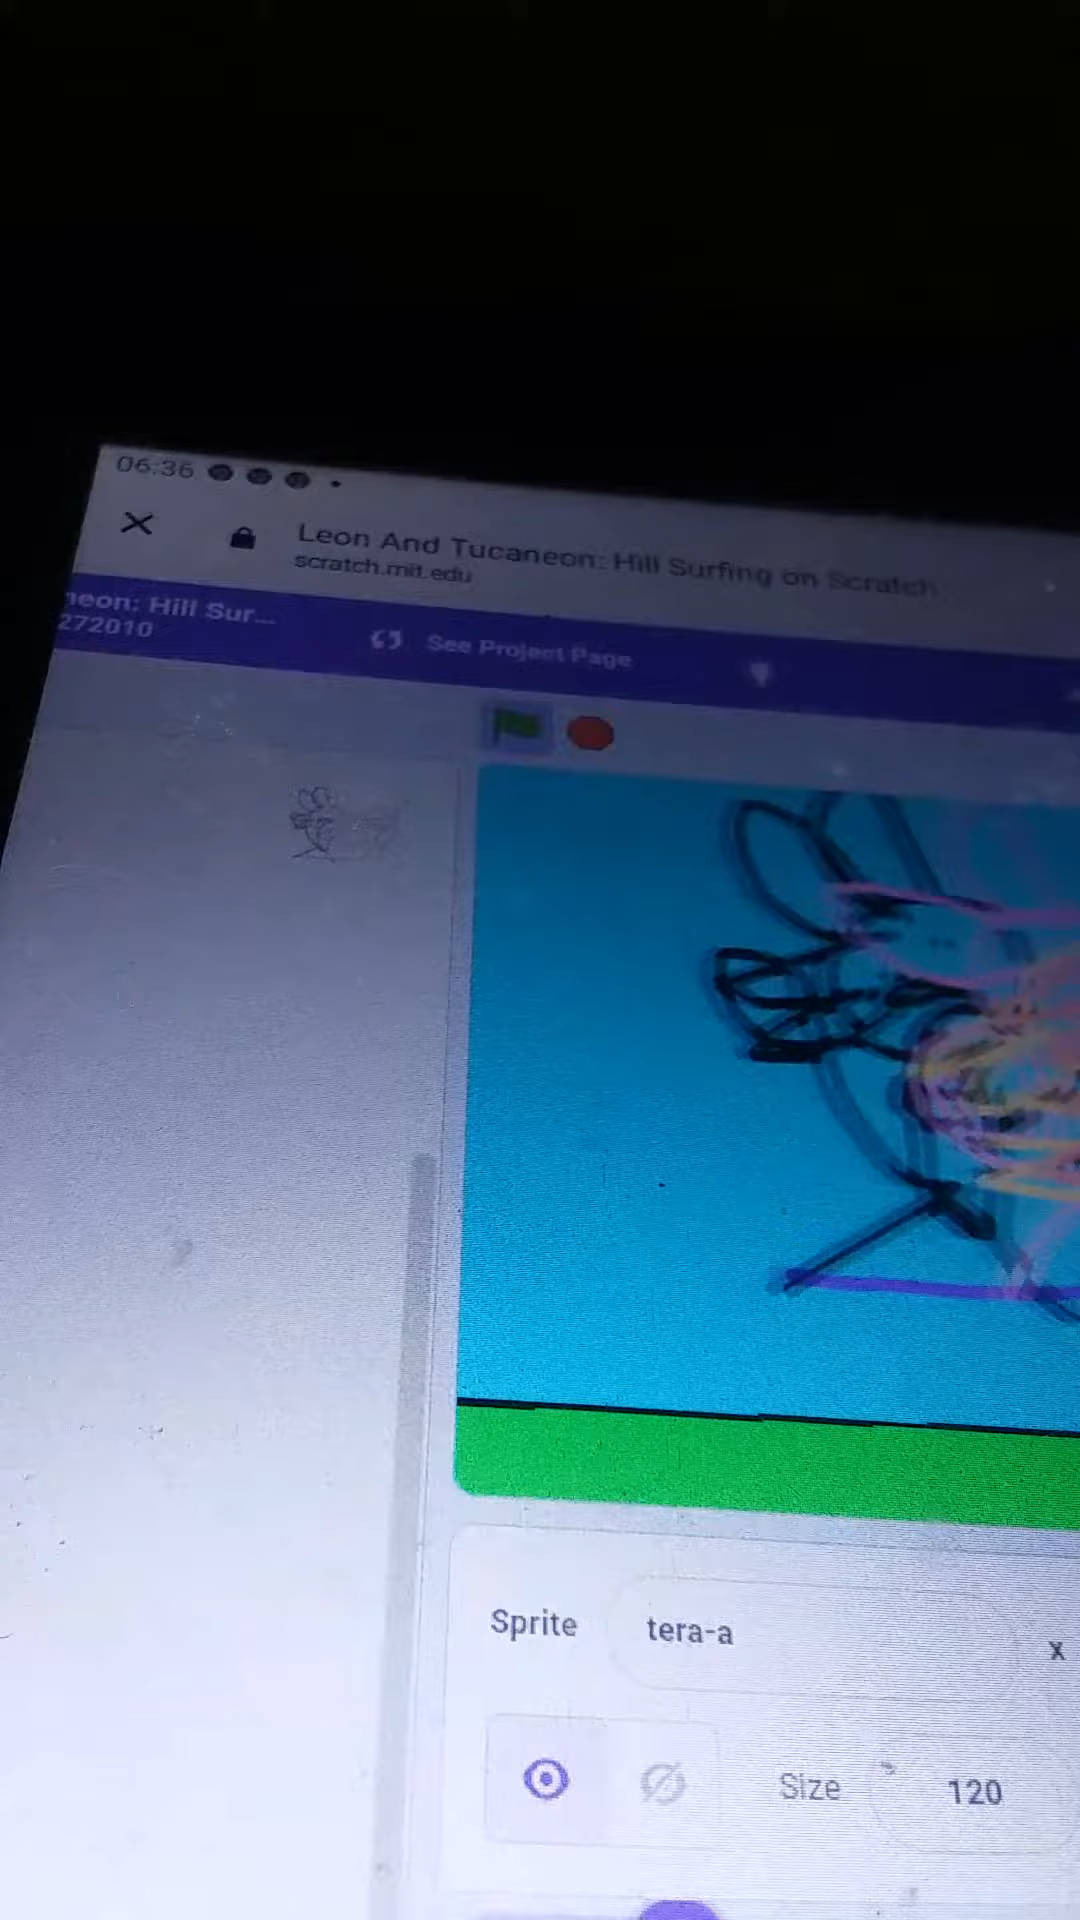 06:36
Leon And Tucaneon: Hill Surfing on Scratch
scratch.mit.edu
neon: Hill Sur...
272010
See Project Page
Sprite
tera-a
x
Size
120